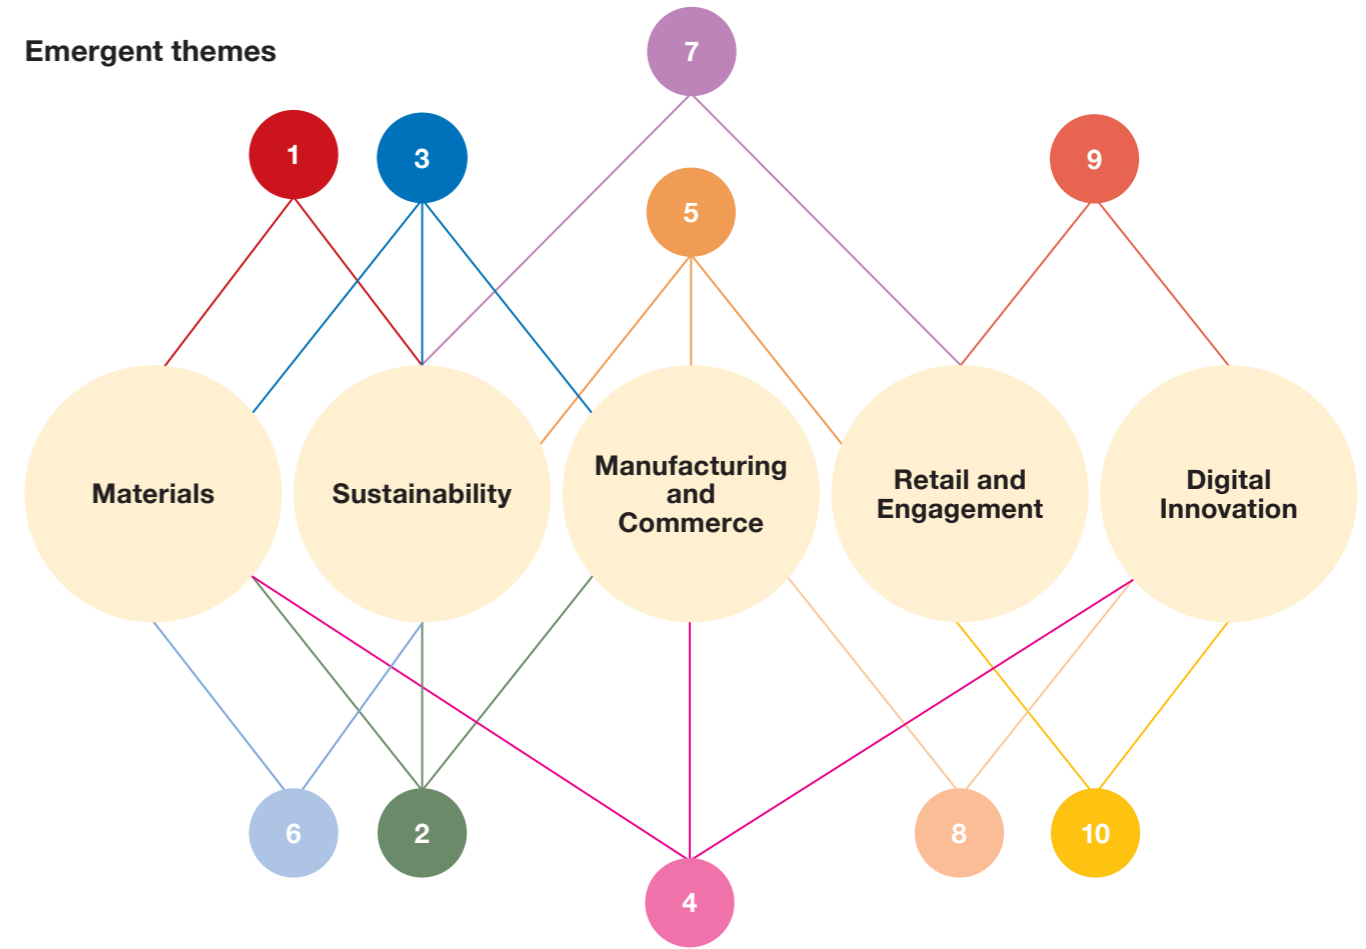 Emergent themes
7
1
3
9
5
Materials
Sustainability
Manufacturing
and
Commerce
Retail and
Engagement
Digital
Innovation
6
2
8
10
4